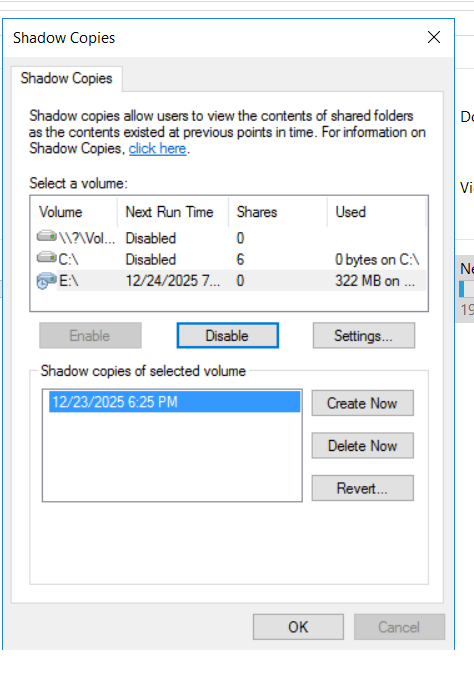 Shadow Copies
Shadow Copies
Shadow copies allow users to view the contents of shared folders
as the contents existed at previous points in time. For information on
Shadow Copies, click here.
Select a volume:
Volume Next Run Time Shares Used
\\?\Vol... Disabled 0
C:\ Disabled 6 0 bytes on C:\
E:\ 12/24/2025 7... 0 322 MB on ...
Enable Disable Settings...
Shadow copies of selected volume
12/23/2025 6:25 PM
Create Now
Delete Now
Revert...
OK Cancel
Do
Vi
Ne
19